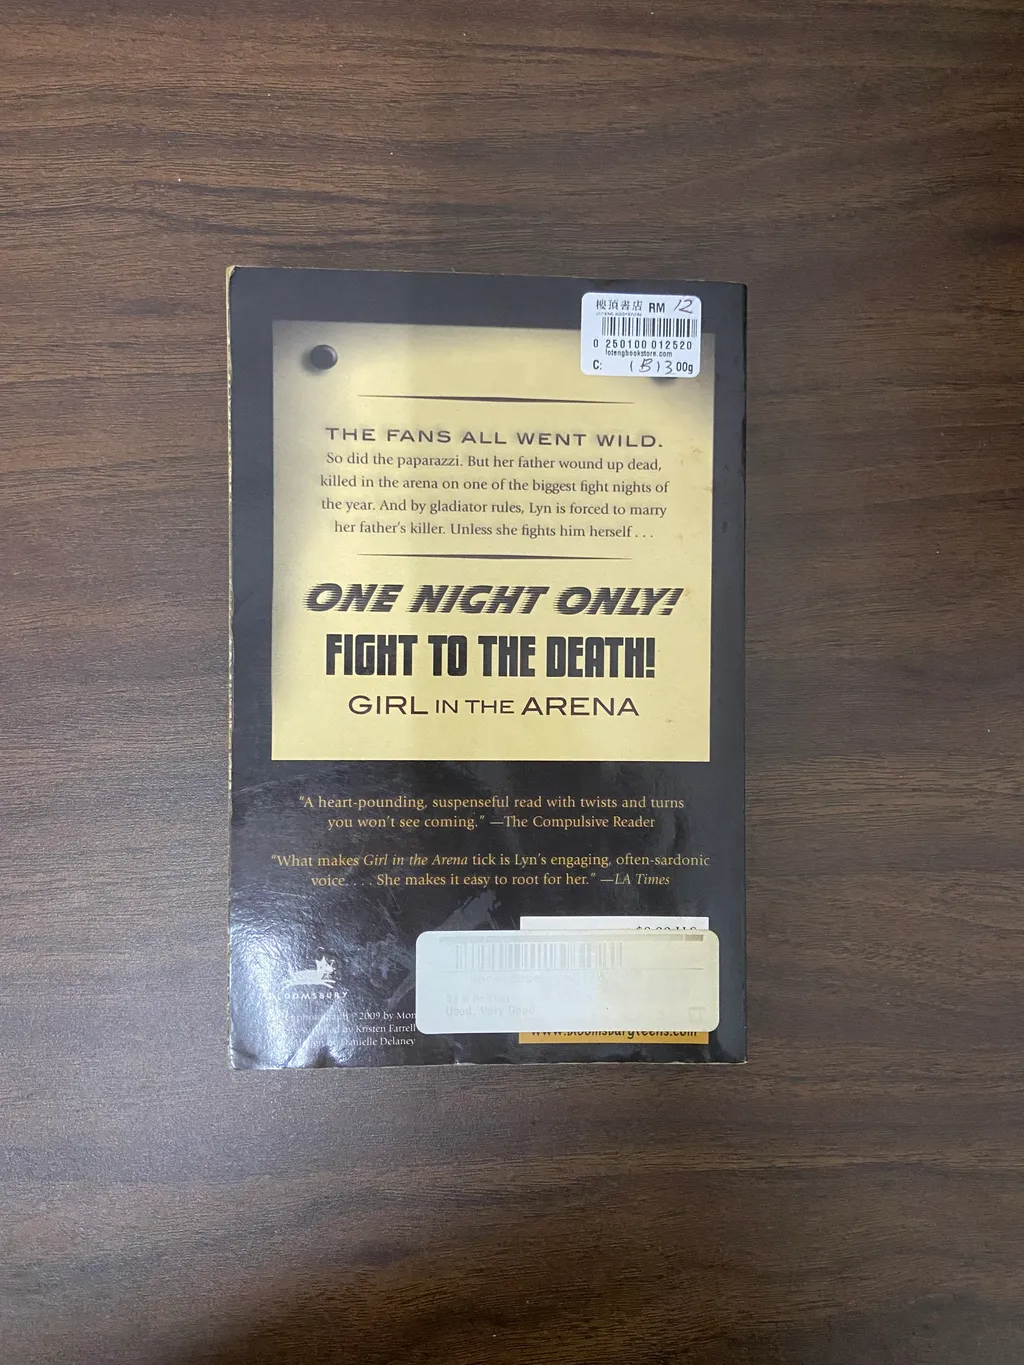 樓頂書店 RM 12
0 250100 012520
lotengbookstore.com
C: (B) 3.00g
THE FANS ALL WENT WILD.
So did the paparazzi. But her father wound up dead,
killed in the arena on one of the biggest fight nights of
the year. And by gladiator rules, Lyn is forced to marry
her father's killer. Unless she fights him herself . . .
ONE NIGHT ONLY!
FIGHT TO THE DEATH!
GIRL IN THE ARENA
"A heart-pounding, suspenseful read with twists and turns
you won't see coming." —The Compulsive Reader
"What makes Girl in the Arena tick is Lyn's engaging, often-sardonic
voice. . . . She makes it easy to root for her." —LA Times
BLOOMSBURY
Used, Very Good
2009 by
by Kristen Farrell
Danielle Delaney
www.bloomsburyteens.com